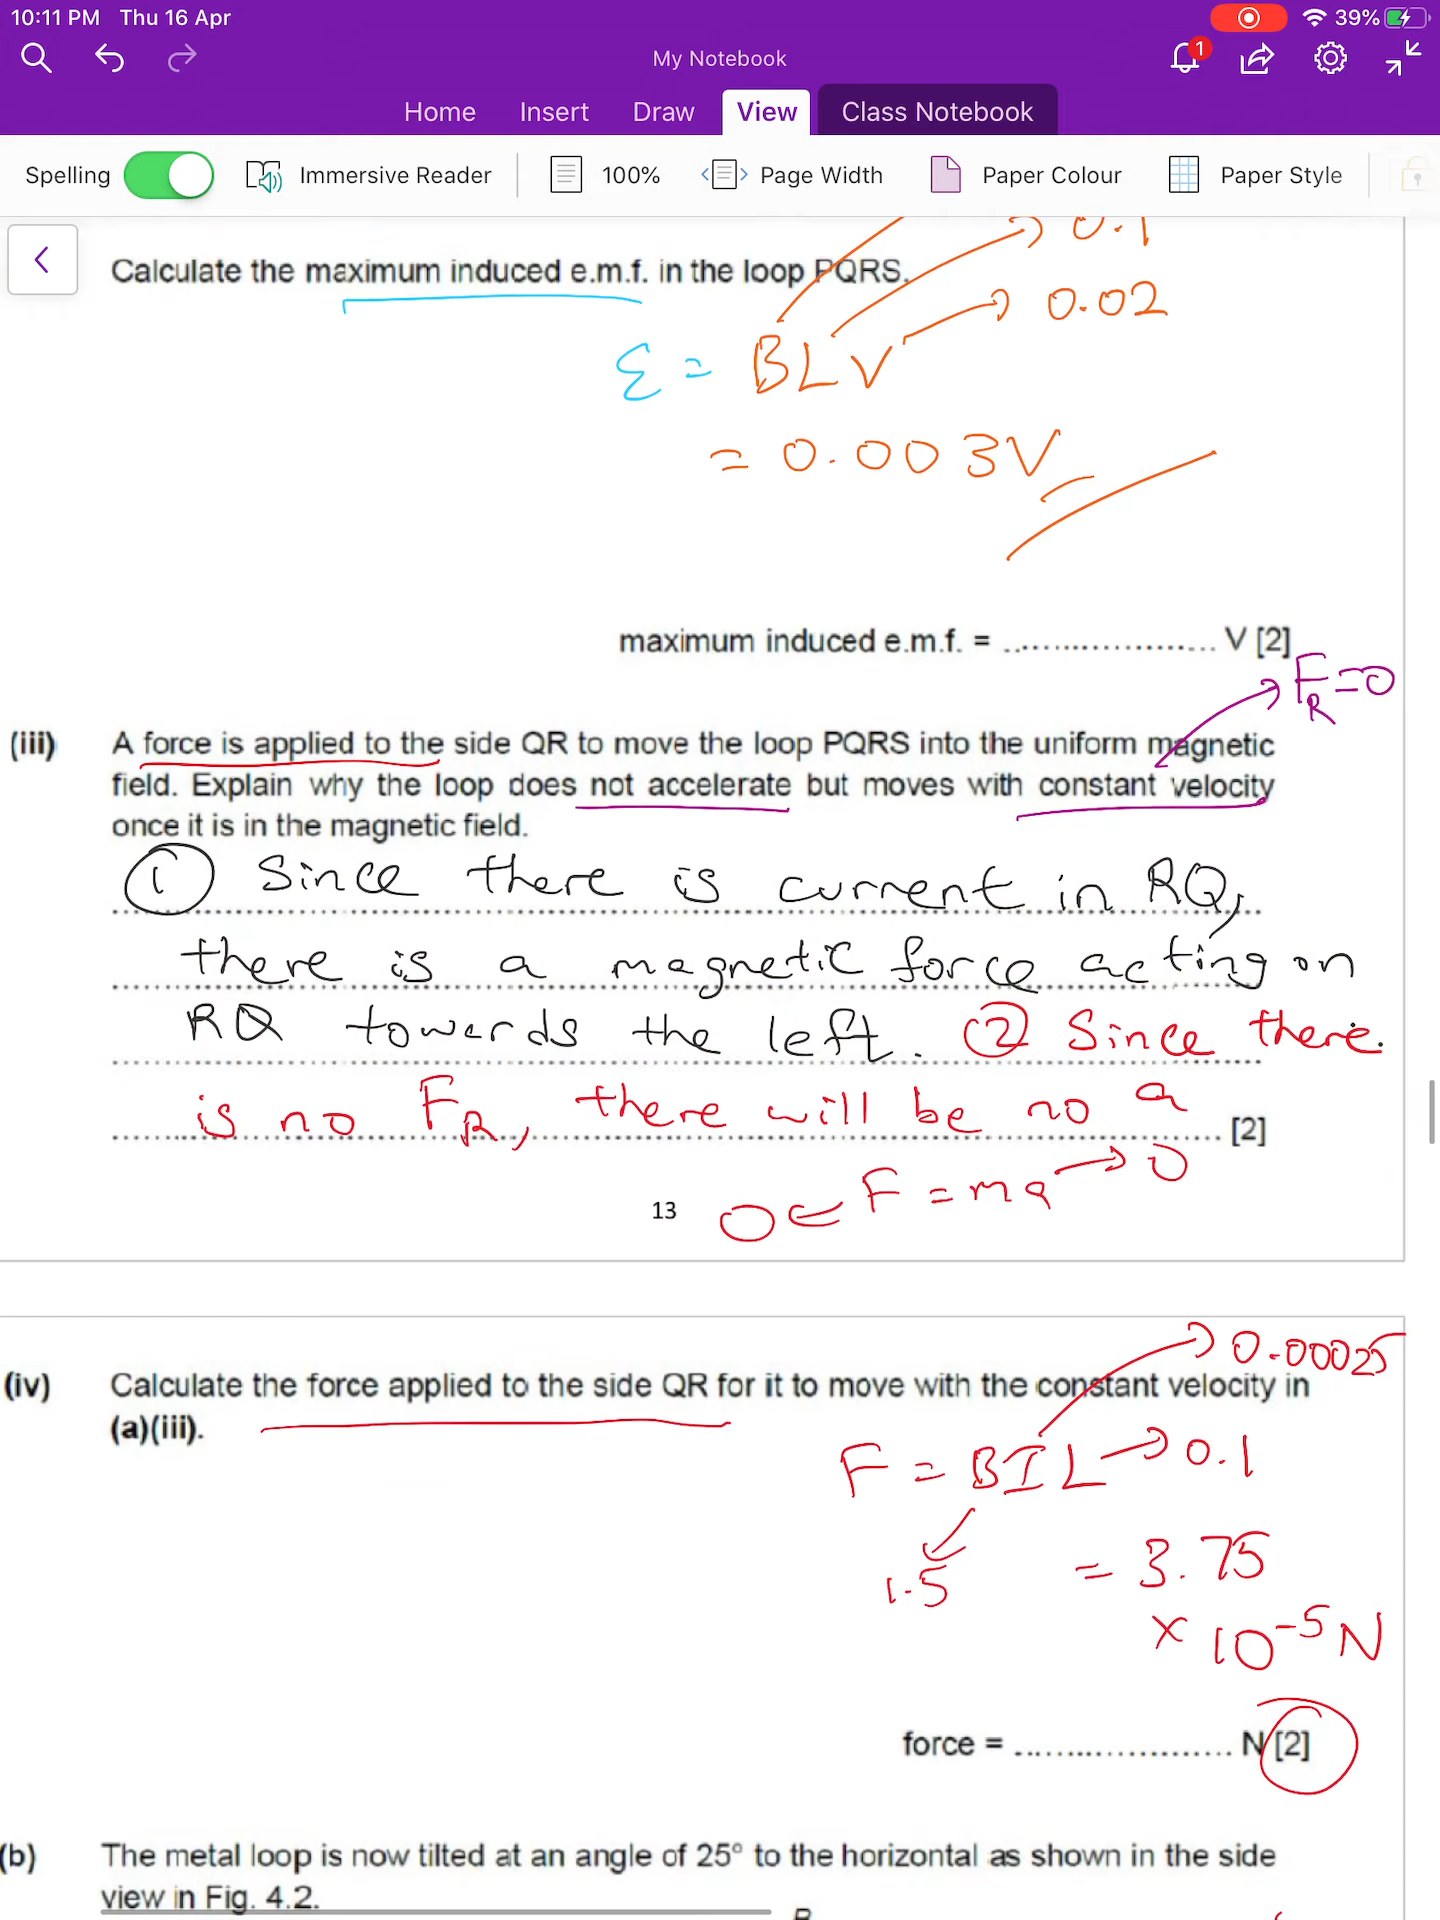 10:11 PM Thu 16 Apr
39%
My Notebook
1
Home Insert Draw View Class Notebook
Spelling Immersive Reader 100% Page Width Paper Colour Paper Style
0.1
Calculate the maximum induced e.m.f. in the loop PQRS.
0.02
Ɛ = BLV
= 0.003V
maximum induced e.m.f. = ........................ V [2]
F_R = 0
(iii) A force is applied to the side QR to move the loop PQRS into the uniform magnetic
field. Explain why the loop does not accelerate but moves with constant velocity
once it is in the magnetic field.
① Since there is current in RQ,
there is a magnetic force acting on
RQ towards the left. ② Since there
is no F_R, there will be no a
[2]
0 ← F = ma → 0
13
0.00025
(iv) Calculate the force applied to the side QR for it to move with the constant velocity in
(a)(iii).
F = BIL → 0.1
1.5
= 3.75
× 10⁻⁵ N
force = ........................ N [2]
(b) The metal loop is now tilted at an angle of 25° to the horizontal as shown in the side
view in Fig. 4.2.